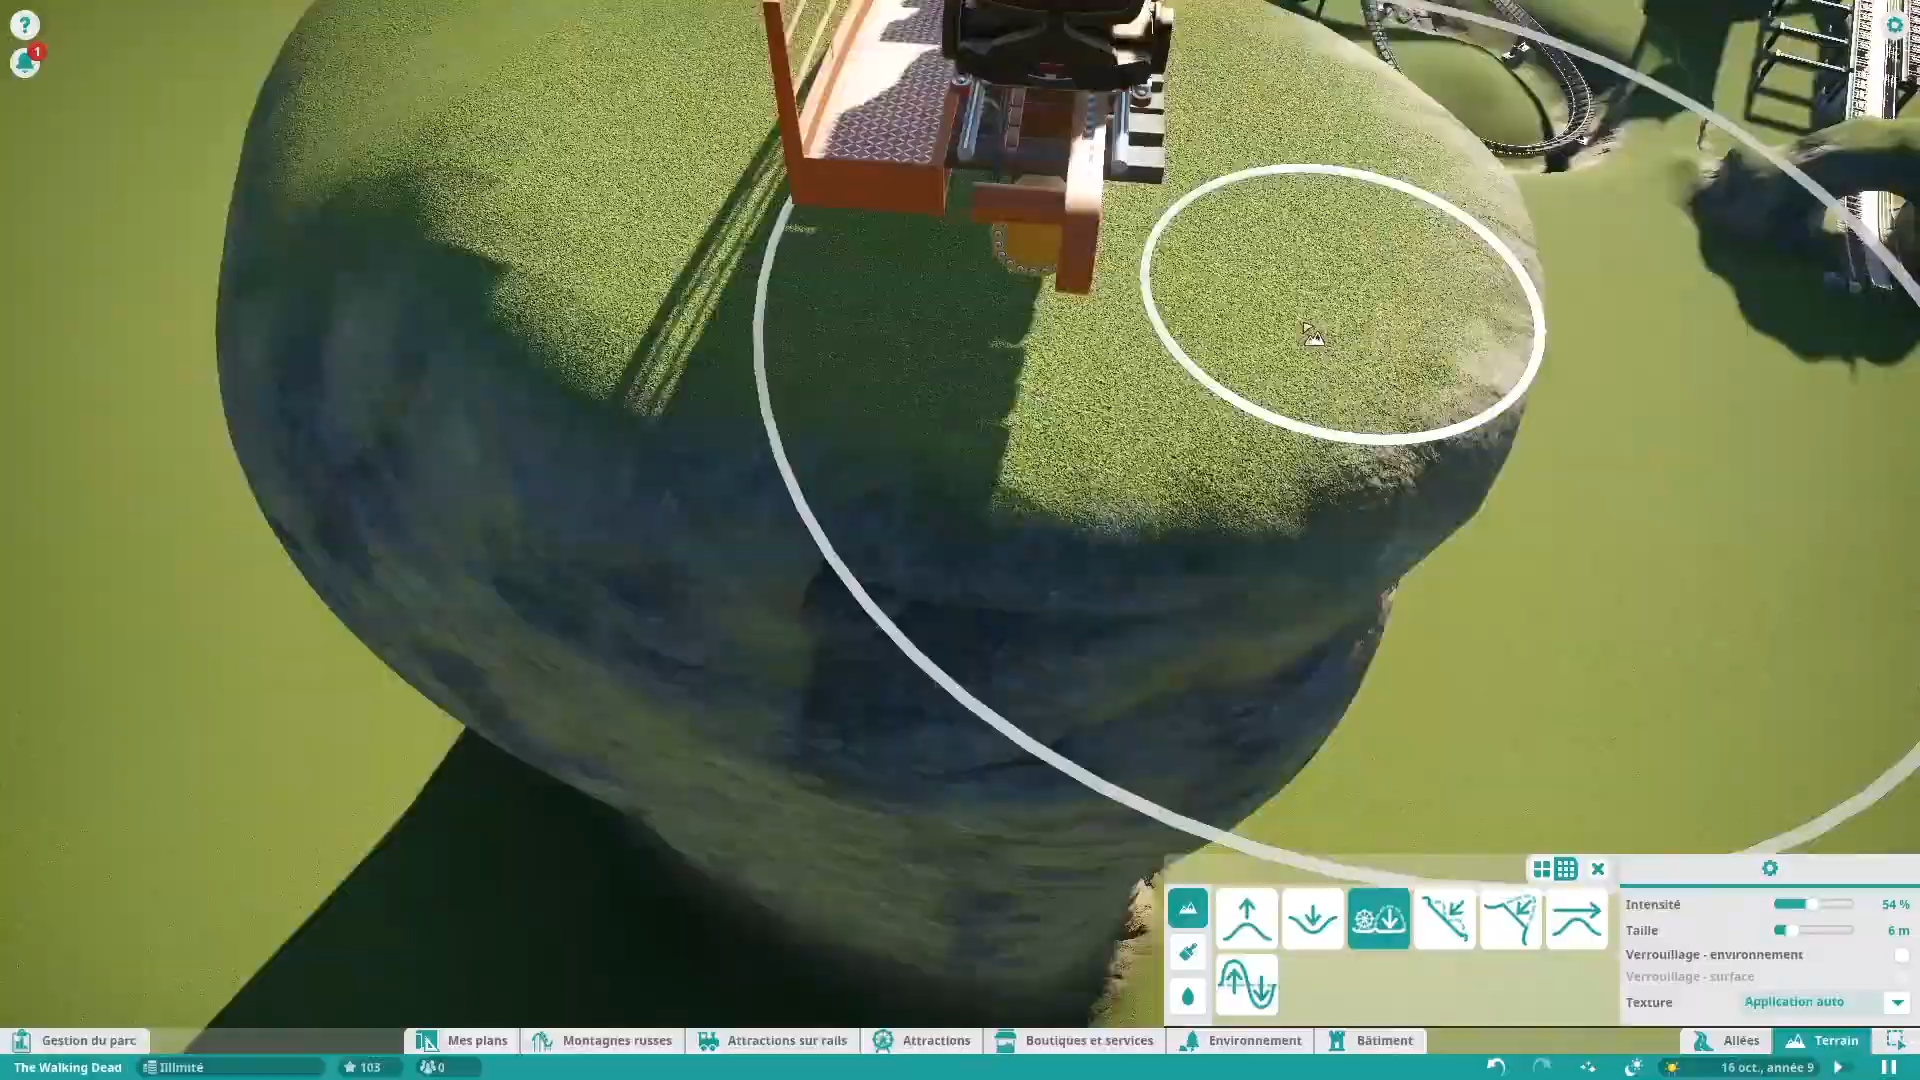 ?
1
Intensité 54 %
Taille 6 m
Verrouillage - environnement
Verrouillage - surface
Texture Application auto
Gestion du parc Mes plans Montagnes russes Attractions sur rails Attractions Boutiques et services Environnement Bâtiment Allées Terrain
The Walking Dead Illimité 103 0 16 oct., année 9